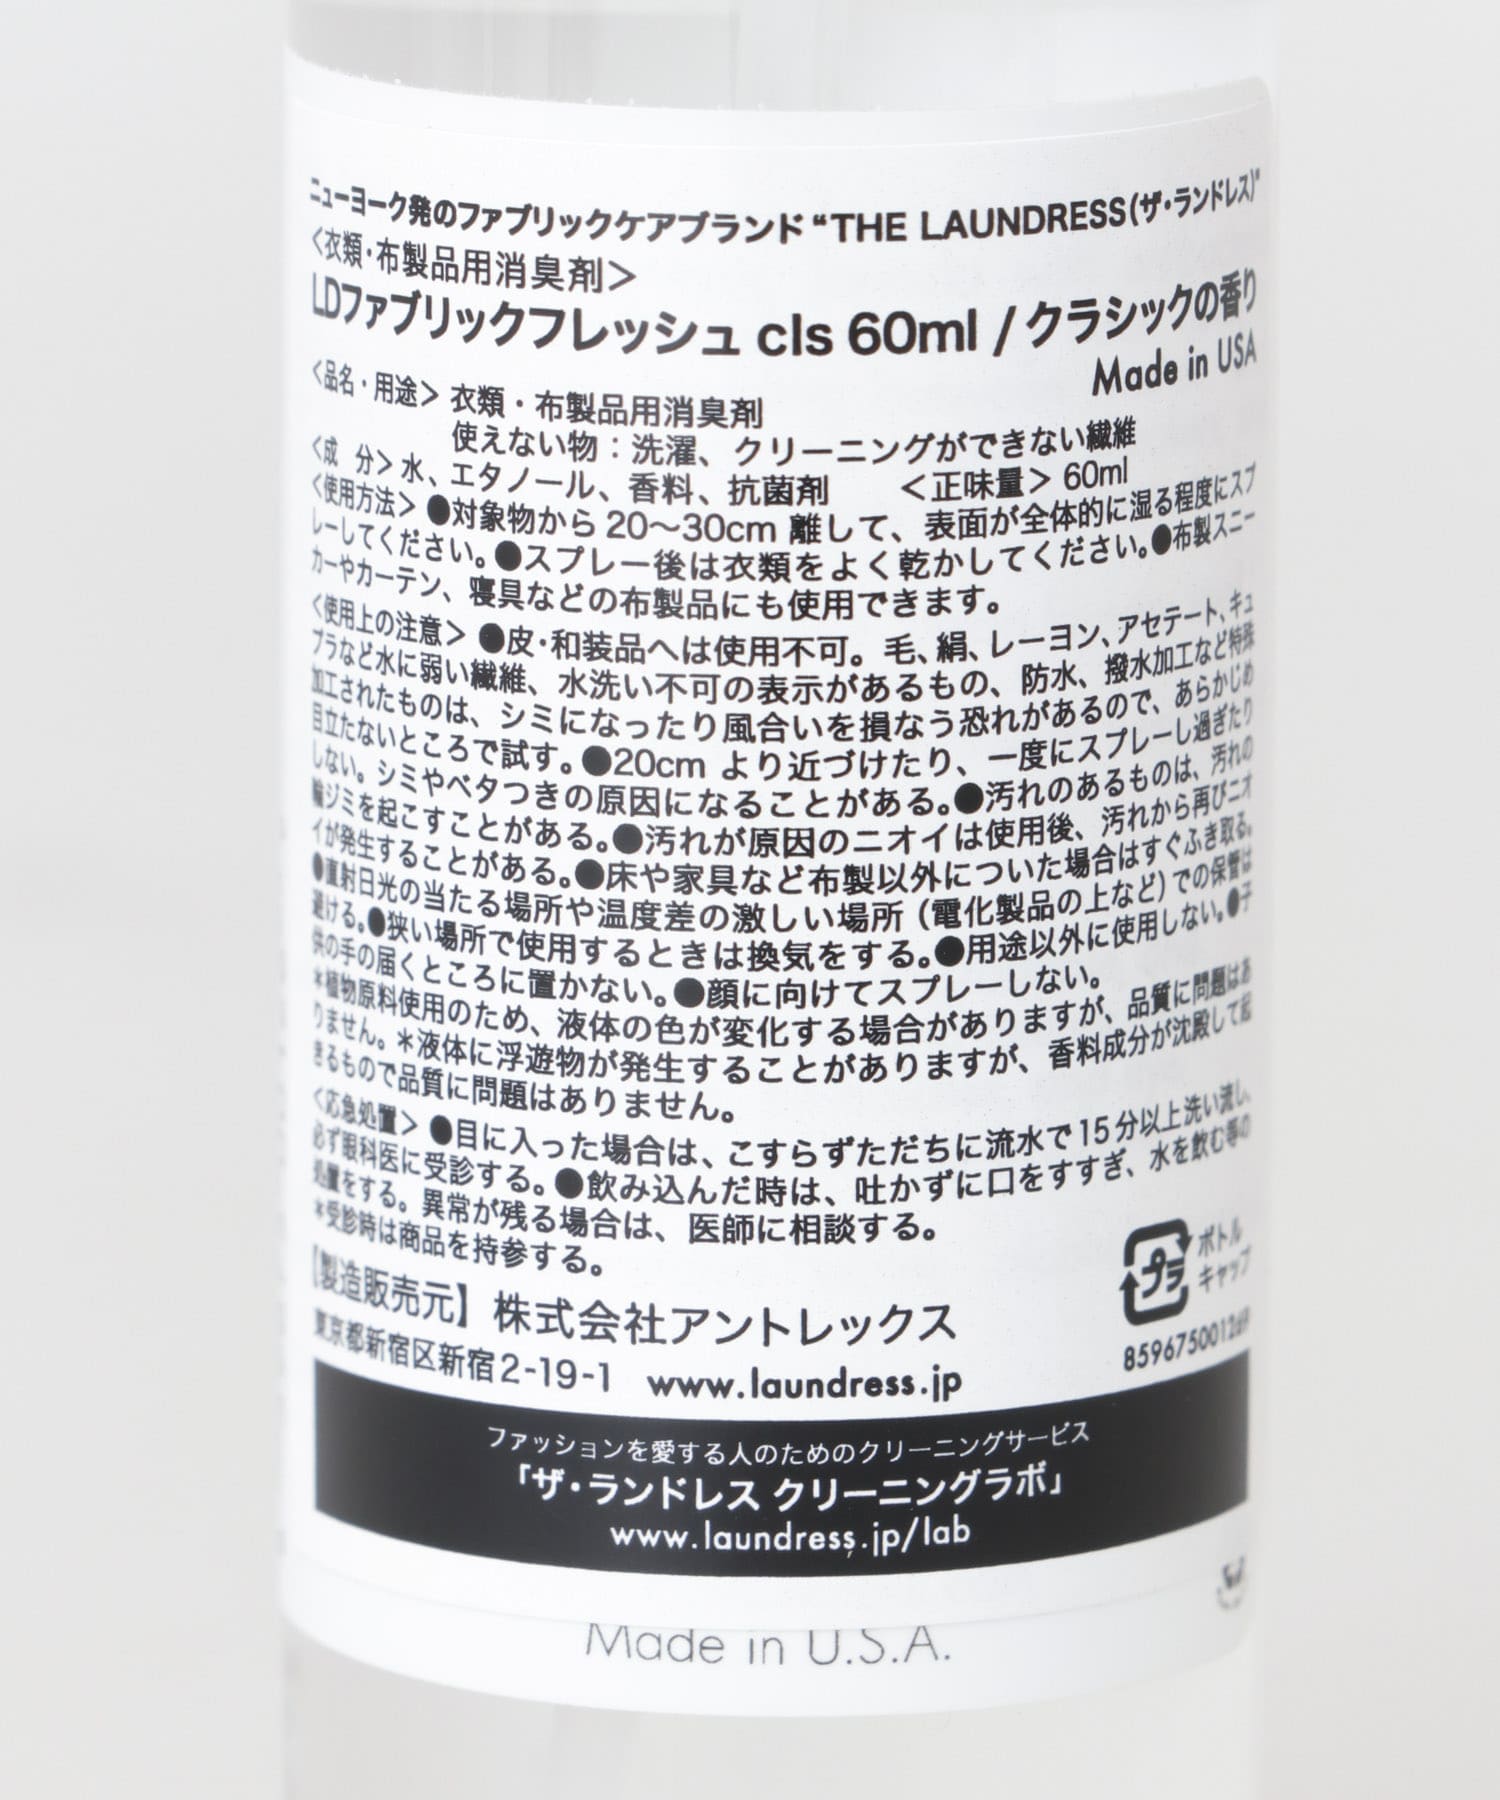 ニューヨーク発のファブリックケアブランド“THE LAUNDRESS(ザ・ランドレス)”
<衣類・布製品用消臭剤>
LDファブリックフレッシュ cls 60ml / クラシックの香り
Made in USA
<品名・用途> 衣類・布製品用消臭剤
使えない物：洗濯、クリーニングができない繊維
<成 分> 水、エタノール、香料、抗菌剤 <正味量> 60ml
<使用方法> ●対象物から 20～30cm 離して、表面が全体的に湿る程度にスプ
レーしてください。●スプレー後は衣類をよく乾かしてください。●布製スニー
カーやカーテン、寝具などの布製品にも使用できます。
<使用上の注意> ●皮・和装品へは使用不可。毛、絹、レーヨン、アセテート、キュ
プラなど水に弱い繊維、水洗い不可の表示があるもの、防水、撥水加工など特殊
加工されたものは、シミになったり風合いを損なう恐れがあるので、あらかじめ
目立たないところで試す。●20cm より近づけたり、一度にスプレーし過ぎたり
しない。シミやベタつきの原因になることがある。●汚れのあるものは、汚れの
輪ジミを起こすことがある。●汚れが原因のニオイは使用後、汚れから再びニオ
イが発生することがある。●床や家具など布製以外についた場合はすぐふき取る。
●直射日光の当たる場所や温度差の激しい場所（電化製品の上など）での保管は
避ける。●狭い場所で使用するときは換気をする。●用途以外に使用しない。●子
供の手の届くところに置かない。●顔に向けてスプレーしない。
＊植物原料使用のため、液体の色が変化する場合がありますが、品質に問題はあ
りません。＊液体に浮遊物が発生することがありますが、香料成分が沈殿して起
きるもので品質に問題はありません。
<応急処置> ●目に入った場合は、こすらずただちに流水で15分以上洗い流し、
必ず眼科医に受診する。●飲み込んだ時は、吐かずに口をすすぎ、水を飲む等の
処置をする。異常が残る場合は、医師に相談する。
＊受診時は商品を持参する。
プラ
ボトル
キャップ
【製造販売元】株式会社アントレックス
東京都新宿区新宿2-19-1 www.laundress.jp
ファッションを愛する人のためのクリーニングサービス
「ザ・ランドレス クリーニングラボ」
www.laundress.jp/lab
Made in U.S.A.